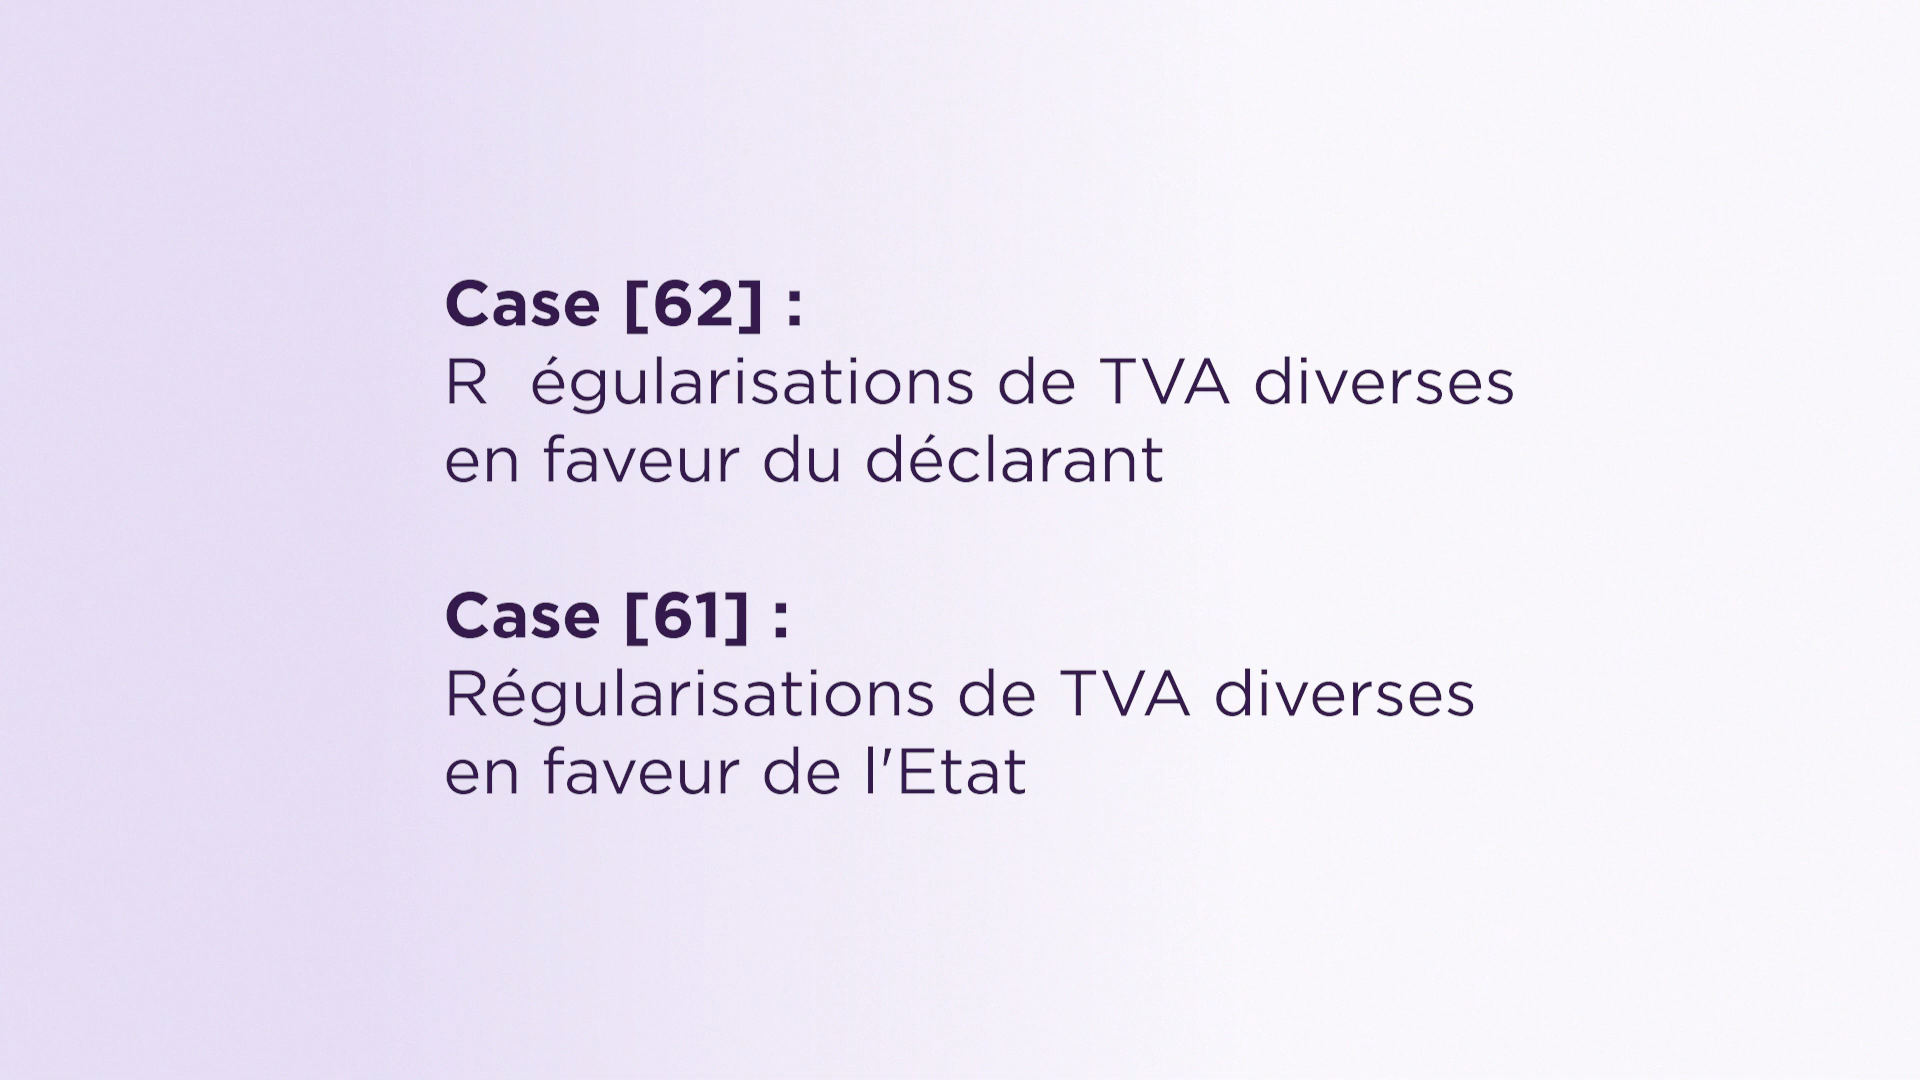 Case [62] :
R  égularisations de TVA diverses
en faveur du déclarant
Case [61] :
Régularisations de TVA diverses
en faveur de l'Etat